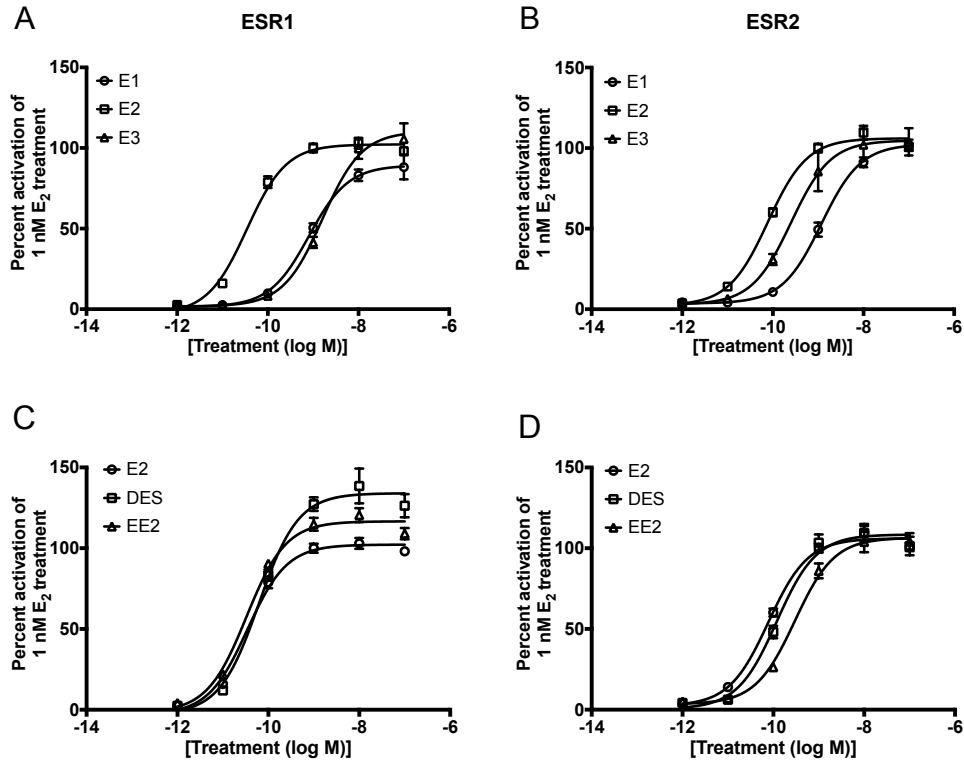 A
ESR1
B
ESR2
Percent activation of
1 nM E2 treatment
150
100
50
0
E1
E2
E3
-14
-12
-10
-8
-6
[Treatment (log M)]
Percent activation of
1 nM E2 treatment
150
100
50
0
E1
E2
E3
-14
-12
-10
-8
-6
[Treatment (log M)]
C
Percent activation of
1 nM E2 treatment
150
100
50
0
E2
DES
EE2
-14
-12
-10
-8
-6
[Treatment (log M)]
D
Percent activation of
1 nM E2 treatment
150
100
50
0
E2
DES
EE2
-14
-12
-10
-8
-6
[Treatment (log M)]